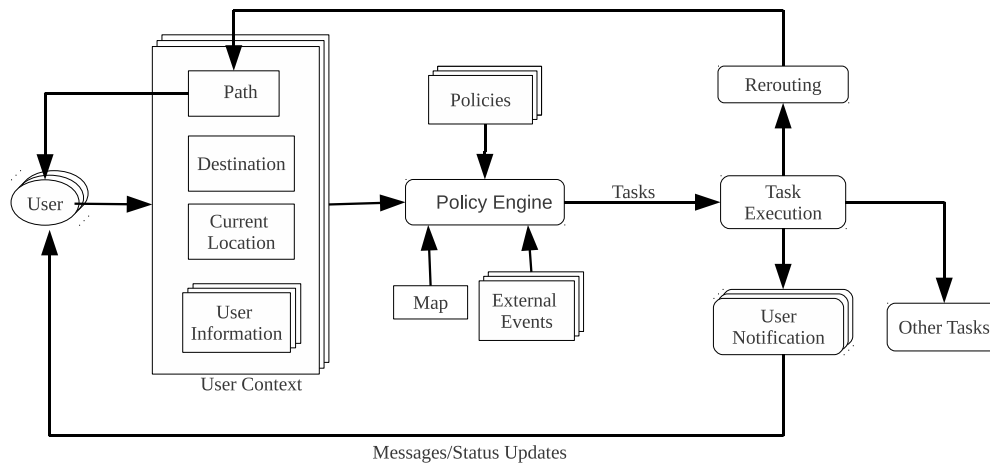 Path
Rerouting
Policies
Destination
User
Policy Engine
Tasks
Task
Execution
Current
Location
Map
External
Events
User
Information
User
Notification
Other Tasks
User Context
Messages/Status Updates